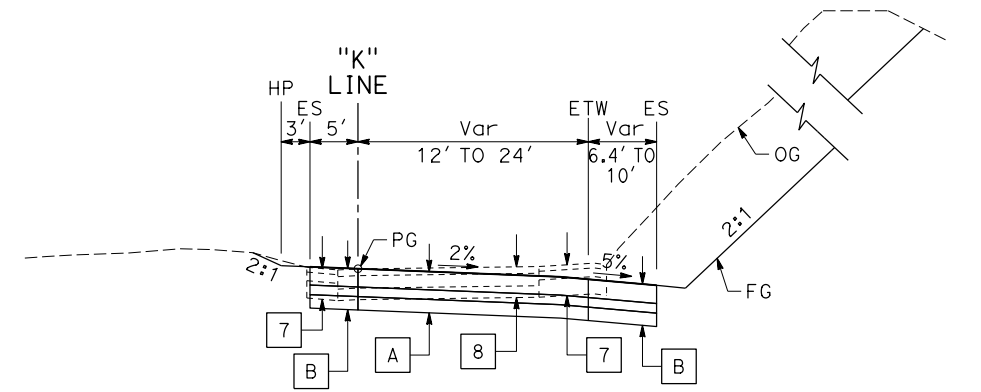 "K"
LINE
HP
ES
ETW
ES
3'
5'
Var
Var
12' TO 24'
6.4' TO
10'
OG
2:1
PG
2%
5%
2:1
FG
7
B
A
8
7
B